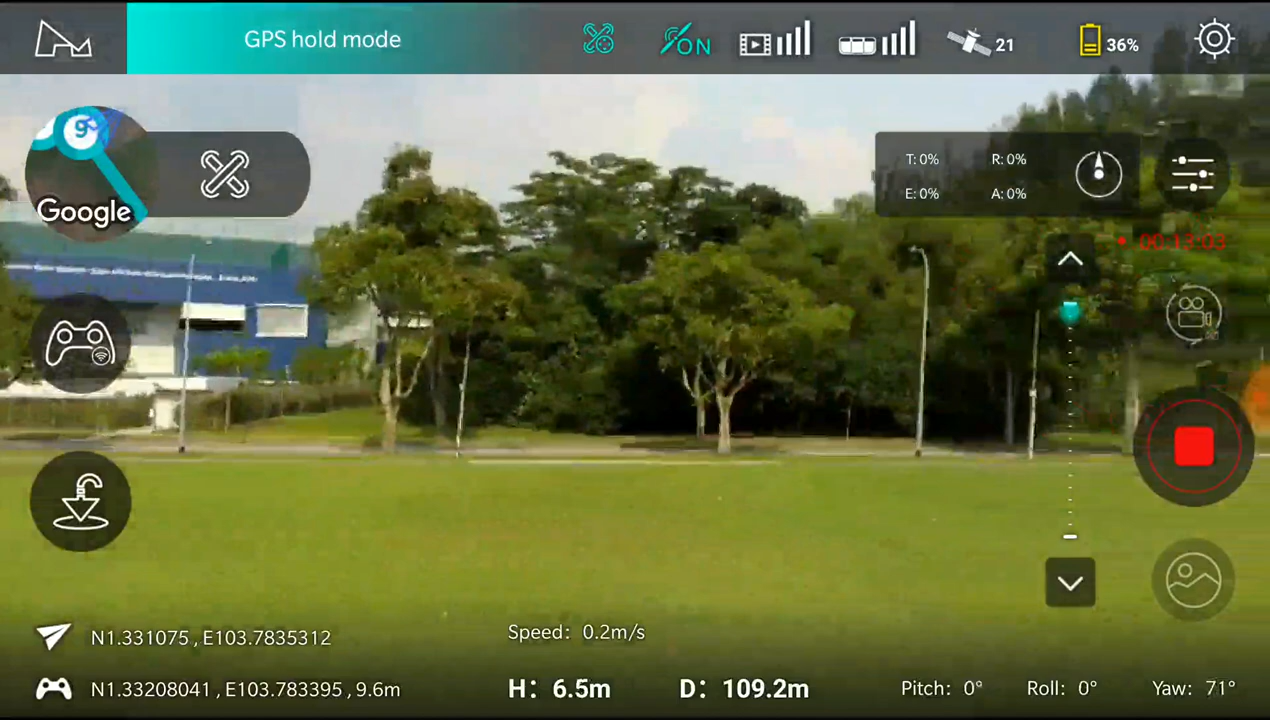 GPS hold mode
ON
21
36%
9
Google
T: 0% R: 0%
E: 0% A: 0%
00:13:03
N1.331075 , E103.7835312
Speed: 0.2m/s
N1.33208041 , E103.783395 , 9.6m
H: 6.5m
D: 109.2m
Pitch: 0°
Roll: 0°
Yaw: 71°